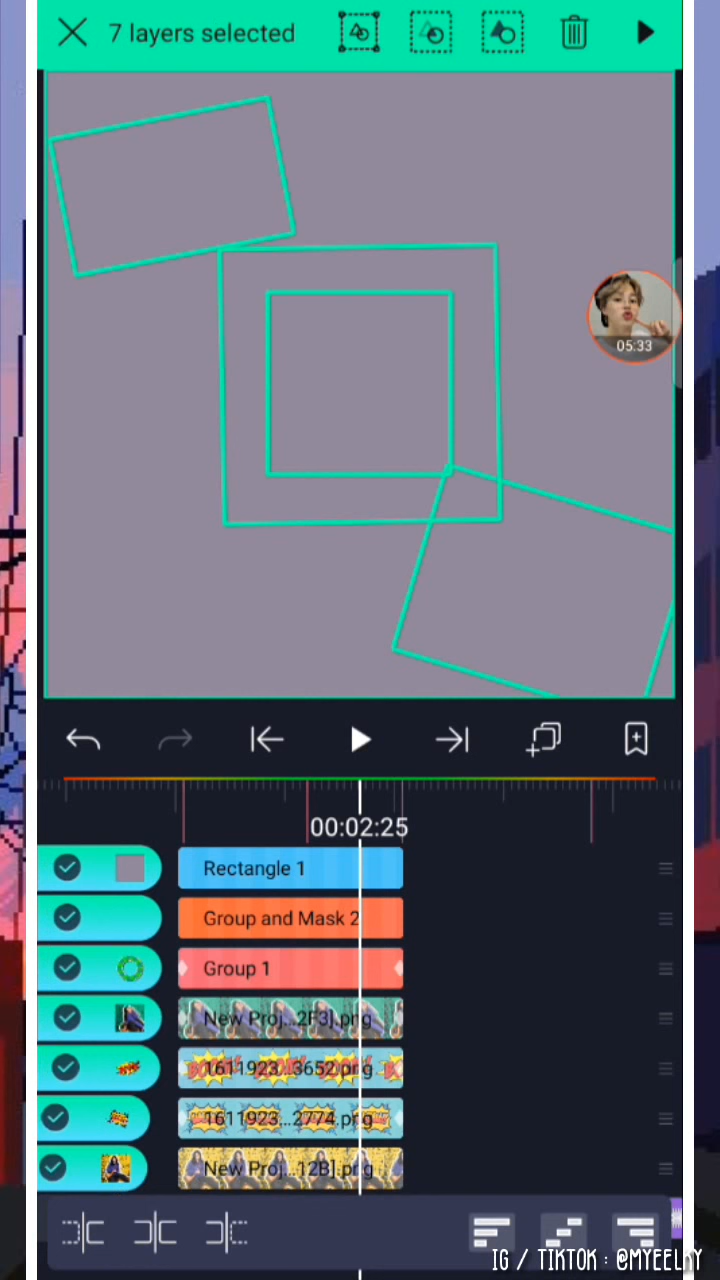 7 layers selected
05:33
00:02:25
Rectangle 1
Group and Mask 2
Group 1
New Proj...2F3].png
1611923...3652.png
1611923...2774.png
New Proj...12B].png
IG / TIKTOK : @MYEELKY